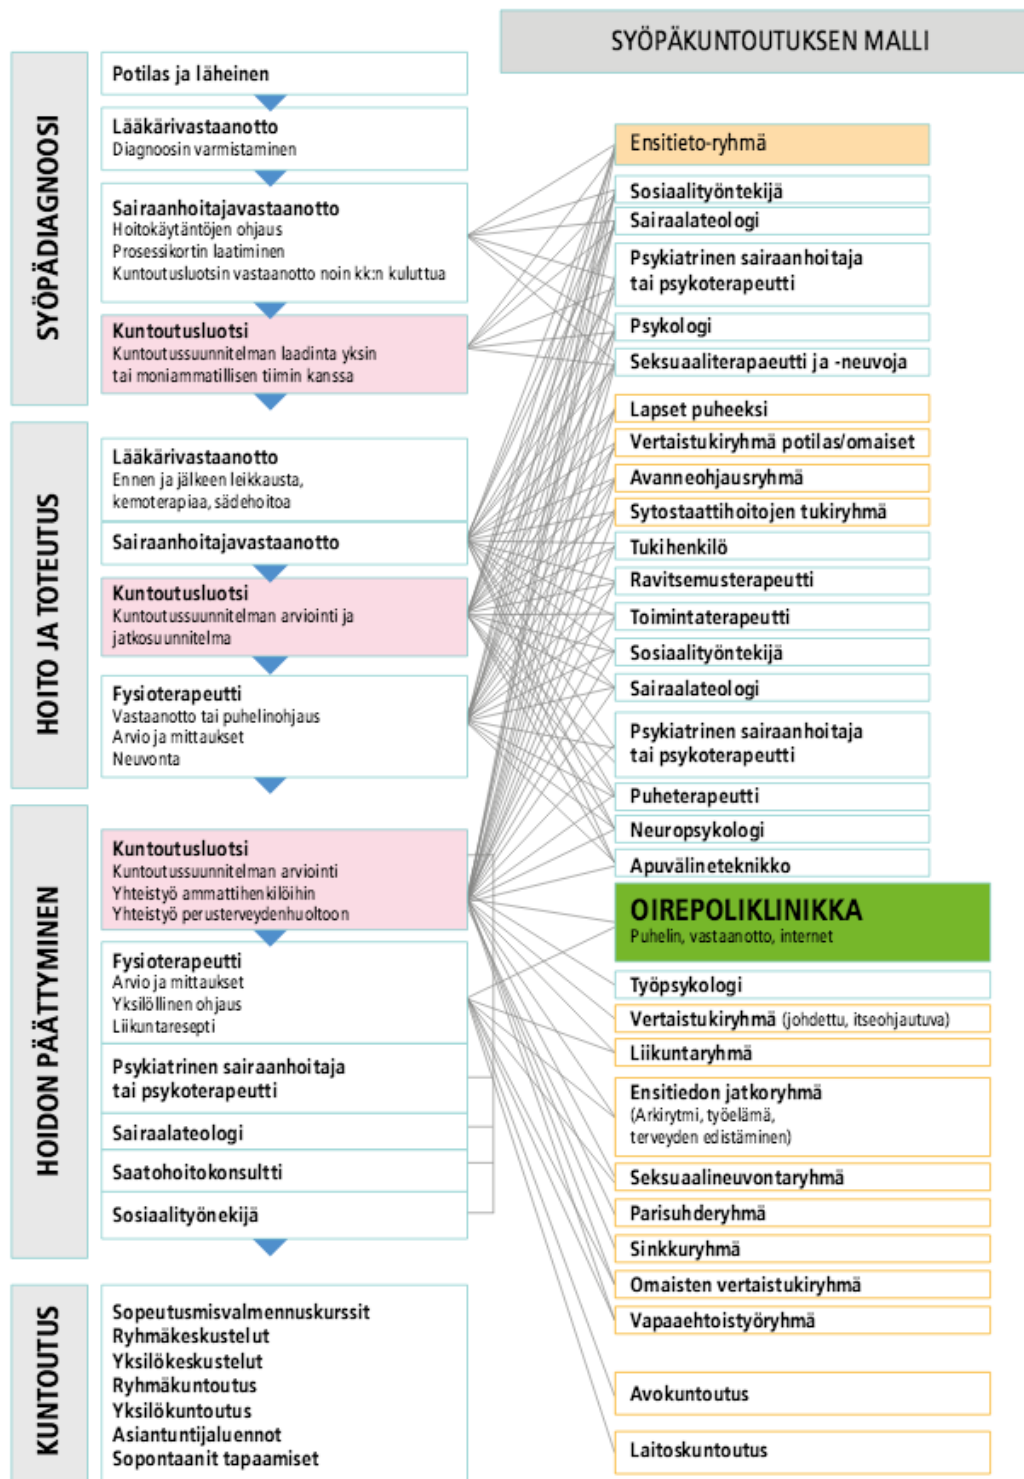 SYÖPÄKUNTOUTUKSEN MALLI
SYÖPÄDIAGNOOSI
Potilas ja läheinen
Lääkärivastaanotto
Diagnoosin varmistaminen
Sairaanhoitajavastaanotto
Hoitokäytäntöjen ohjaus
Prosessikortin laatiminen
Kuntoutusluotsin vastaanotto noin kk:n kuluttua
Kuntoutusluotsi
Kuntoutussuunnitelman laadinta yksin
tai moniammatillisen tiimin kanssa
HOITO JA TOTEUTUS
Lääkärivastaanotto
Ennen ja jälkeen leikkausta,
kemoterapiaa, sädehoitoa
Sairaanhoitajavastaanotto
Kuntoutusluotsi
Kuntoutussuunnitelman arviointi ja
jatkosuunnitelma
Fysioterapeutti
Vastaanotto tai puhelinohjaus
Arvio ja mittaukset
Neuvonta
HOIDON PÄÄTTYMINEN
Kuntoutusluotsi
Kuntoutussuunnitelman arviointi
Yhteistyö ammattihenkilöihin
Yhteistyö perusterveydenhuoltoon
Fysioterapeutti
Arvio ja mittaukset
Yksilöllinen ohjaus
Liikuntaresepti
Psykiatrinen sairaanhoitaja
tai psykoterapeutti
Sairaalateologi
Saatohoitokonsultti
Sosiaalityönekijä
KUNTOUTUS
Sopeutusmisvalmennuskurssit
Ryhmäkeskustelut
Yksilökeskustelut
Ryhmäkuntoutus
Yksilökuntoutus
Asiantuntijaluennot
Sopontaanit tapaamiset
Ensitieto-ryhmä
Sosiaalityöntekijä
Sairaalateologi
Psykiatrinen sairaanhoitaja
tai psykoterapeutti
Psykologi
Seksuaaliterapaeutti ja -neuvoja
Lapset puheeksi
Vertaistukiryhmä potilas/omaiset
Avanneohjausryhmä
Sytostaattihoitojen tukiryhmä
Tukihenkilö
Ravitsemusterapeutti
Toimintaterapeutti
Sosiaalityöntekijä
Sairaalateologi
Psykiatrinen sairaanhoitaja
tai psykoterapeutti
Puheterapeutti
Neuropsykologi
Apuvälineteknikko
OIREPOLIKLINIKKA
Puhelin, vastaanotto, internet
Työpsykologi
Vertaistukiryhmä (johdettu, itseohjautuva)
Liikuntaryhmä
Ensitiedon jatkoryhmä
(Arkirytmi, työelämä,
terveyden edistäminen)
Seksuaalineuvontaryhmä
Parisuhderyhmä
Sinkkuryhmä
Omaisten vertaistukiryhmä
Vapaaehtoistyöryhmä
Avokuntoutus
Laitoskuntoutus